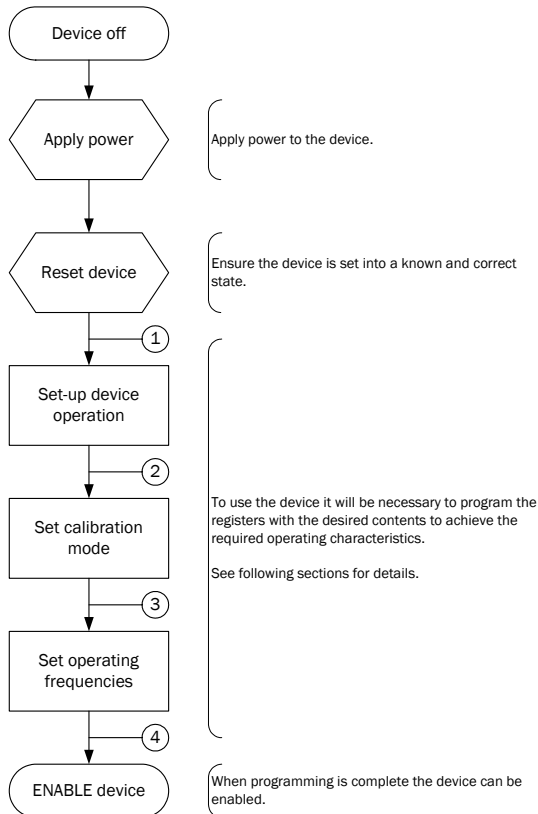 Device off
Apply power
Apply power to the device.
Reset device
Ensure the device is set into a known and correct
state.
1
Set-up device
operation
2
Set calibration
mode
To use the device it will be necessary to program the
registers with the desired contents to achieve the
required operating characteristics.
See following sections for details.
3
Set operating
frequencies
4
ENABLE device
When programming is complete the device can be
enabled.